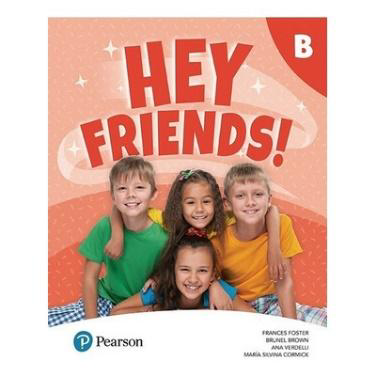 B
HEY
FRIENDS!
Pearson
FRANCES FOSTER
BRUNEL BROWN
ANA VERDELLI
MARÍA SILVINA CORMICK